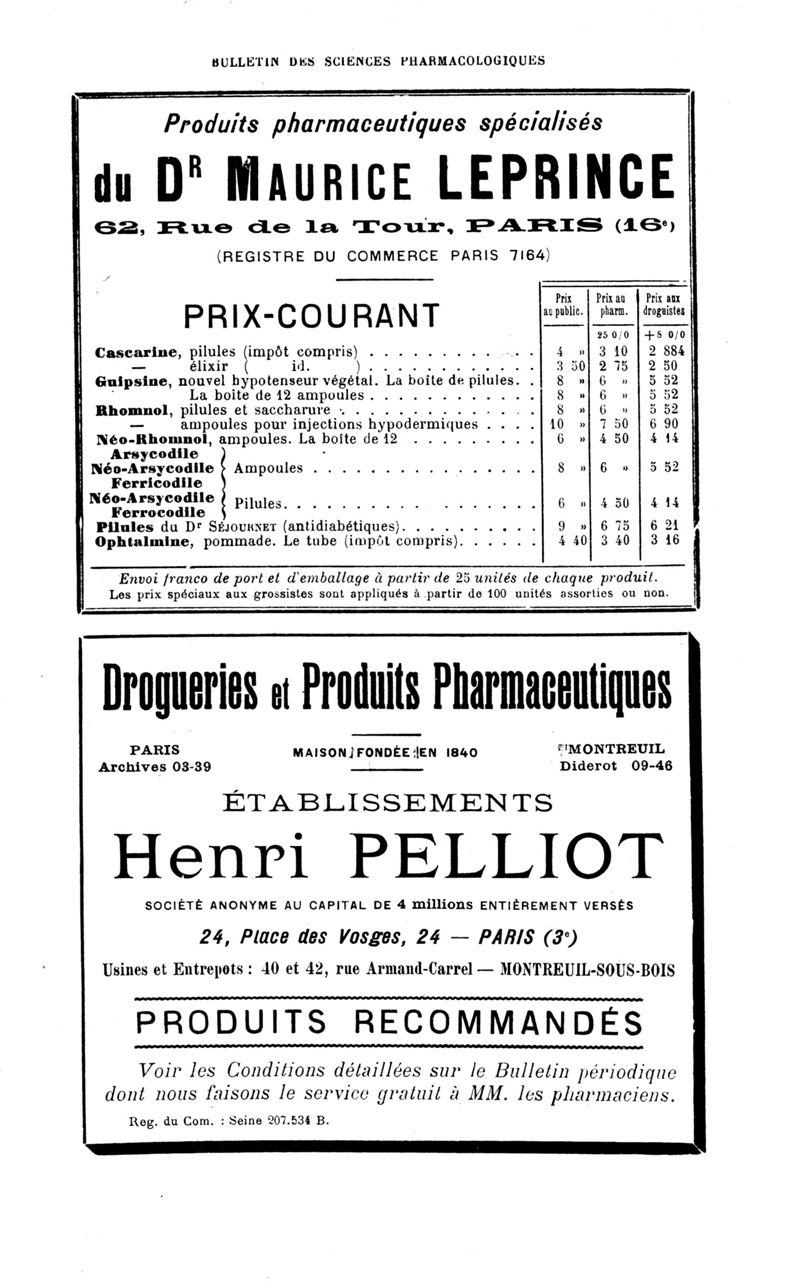 BULLETIN DES SCIENCES PHARMACOLOGIQUES
Produits pharmaceutiques spécialisés
du Dʀ MAURICE LEPRINCE
62, Rue de la Tour, PARIS (16ᵉ)
(REGISTRE DU COMMERCE PARIS 7164)
PRIX-COURANT
Prix au public. Prix au pharm. Prix aux droguistes
25 0/0 +8 0/0
Cascarine, pilules (impôt compris) . . . . . . . . . . . 4 » 3 10 2 884
— élixir ( id. ) . . . . . . . . . . . 3 50 2 75 2 50
Guipsine, nouvel hypotenseur végétal. La boîte de pilules. . 8 » 6 » 5 52
La boîte de 12 ampoules . . . . . . . . . . . 8 » 6 » 5 52
Rhomnol, pilules et saccharure . . . . . . . . . . . . . 8 » 6 » 5 52
— ampoules pour injections hypodermiques . . . . 10 » 7 50 6 90
Néo-Rhomnol, ampoules. La boîte de 12 . . . . . . . . . 6 » 4 50 4 14
Arsycodile
Néo-Arsycodile } Ampoules . . . . . . . . . . . . . . . 8 » 6 » 5 52
Ferricodile
Néo-Arsycodile
Ferrocodile } Pilules. . . . . . . . . . . . . . . . 6 » 4 50 4 14
Pilules du Dʳ SÉJOURNET (antidiabétiques). . . . . . . . . . 9 » 6 75 6 21
Ophtalmine, pommade. Le tube (impôt compris). . . . . . 4 40 3 40 3 16
Envoi franco de port et d'emballage à partir de 25 unités de chaque produit.
Les prix spéciaux aux grossistes sont appliqués à partir de 100 unités assorties ou non.
Drogueries et Produits Pharmaceutiques
PARIS MAISON FONDÉE EN 1840 MONTREUIL
Archives 03-39 Diderot 09-46
ÉTABLISSEMENTS
Henri PELLIOT
SOCIÉTÉ ANONYME AU CAPITAL DE 4 millions ENTIÈREMENT VERSÉS
24, Place des Vosges, 24 — PARIS (3ᵉ)
Usines et Entrepots : 40 et 42, rue Armand-Carrel — MONTREUIL-SOUS-BOIS
PRODUITS RECOMMANDÉS
Voir les Conditions détaillées sur le Bulletin périodique
dont nous faisons le service gratuit à MM. les pharmaciens.
Reg. du Com. : Seine 207.534 B.